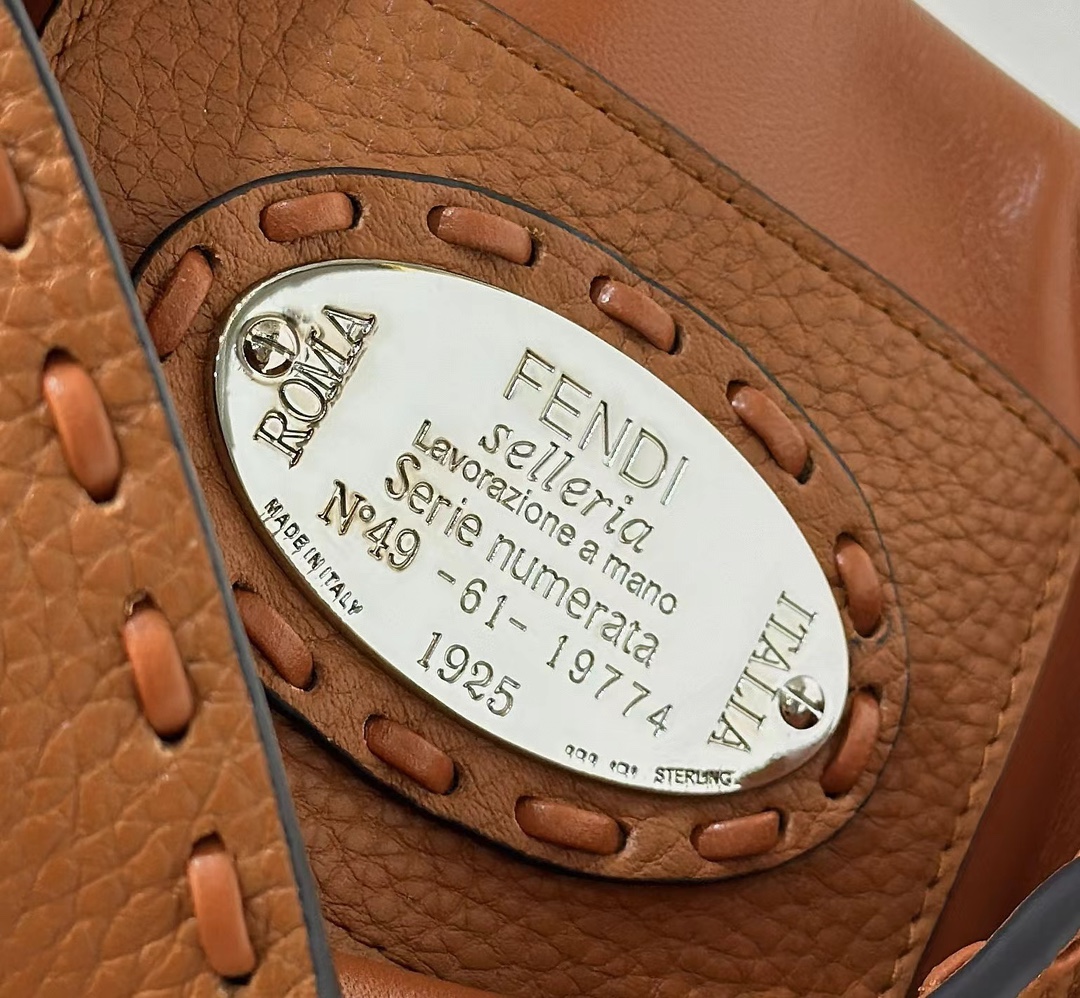 ROMA
FENDI
selleria
Lavorazione a mano
Serie numerata
N°49 -61- 19774
1925
MADE IN ITALY
ITALIA
STERLING